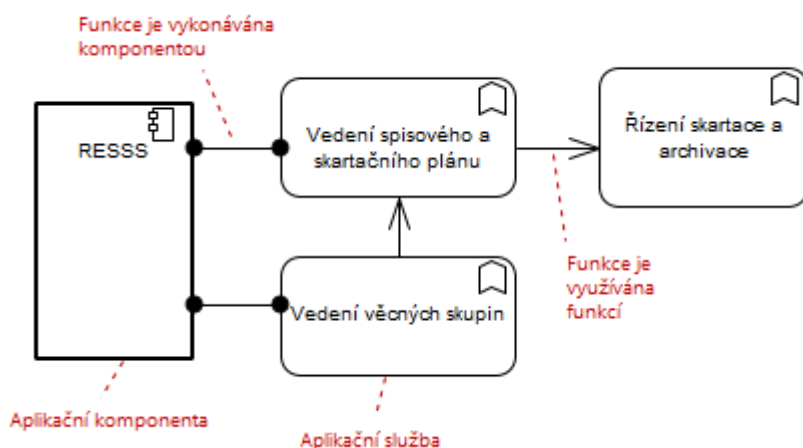 Funkce je vykonávána
komponentou
RESSS
Vedení spisového a
skartačního plánu
Řízení skartace a
archivace
Vedení věcných skupin
Funkce je
využívána
funkcí
Aplikační komponenta
Aplikační služba